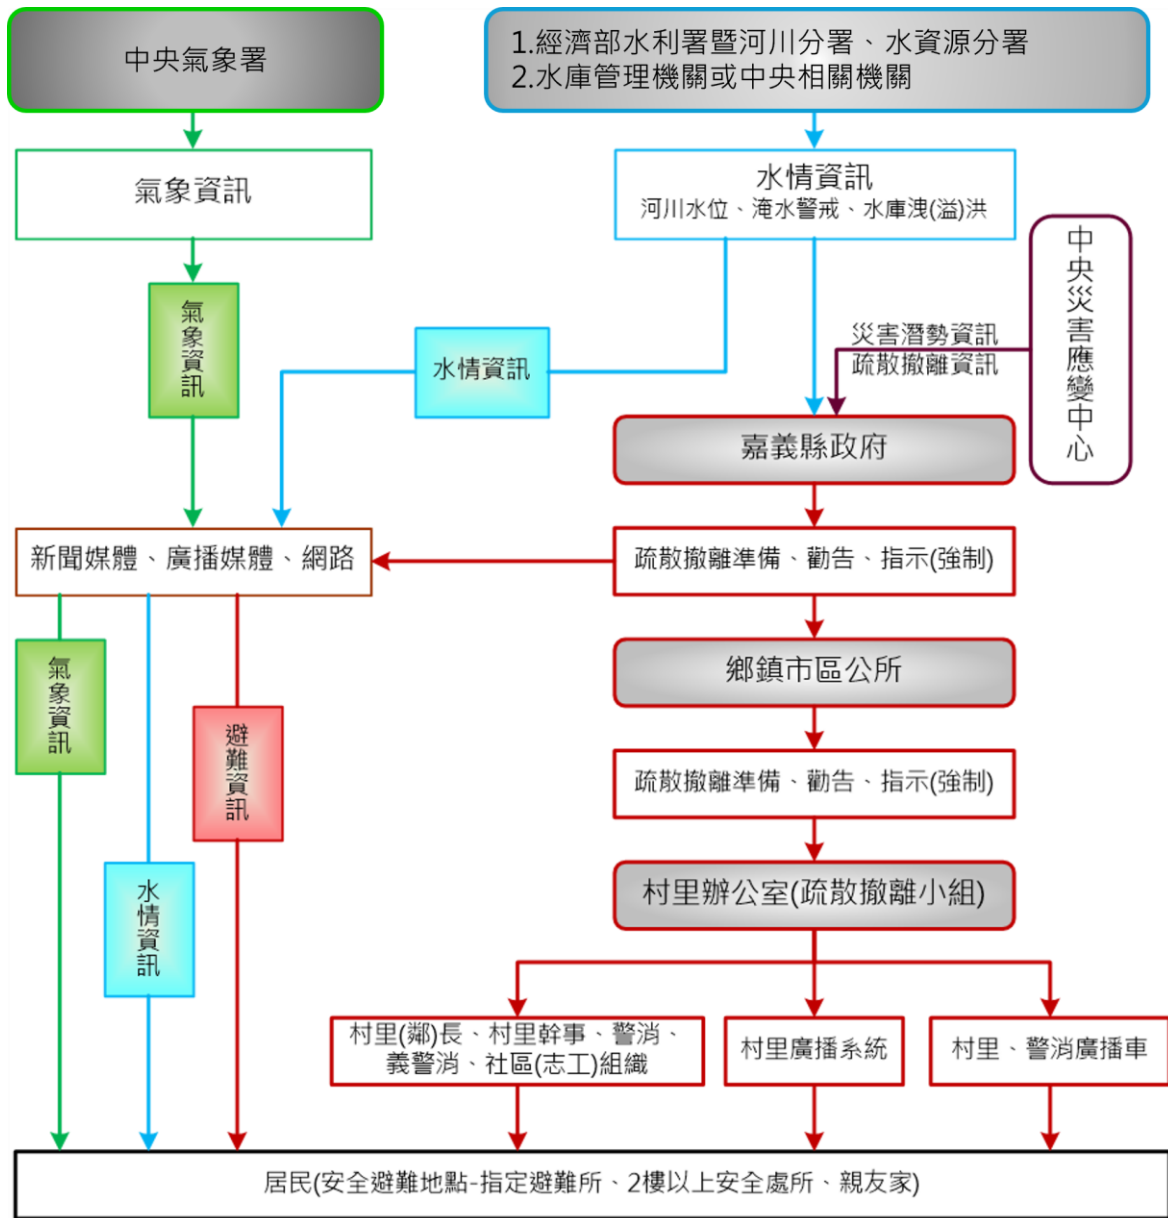 中央氣象署
1.經濟部水利署暨河川分署、水資源分署
2.水庫管理機關或中央相關機關
氣象資訊
水情資訊
河川水位、淹水警戒、水庫洩(溢)洪
中央災害應變中心
氣象資訊
水情資訊
災害潛勢資訊
疏散撤離資訊
嘉義縣政府
新聞媒體、廣播媒體、網路
疏散撤離準備、勸告、指示(強制)
鄉鎮市區公所
氣象資訊
避難資訊
水情資訊
疏散撤離準備、勸告、指示(強制)
村里辦公室(疏散撤離小組)
村里(鄰)長、村里幹事、警消、
義警消、社區(志工)組織
村里廣播系統
村里、警消廣播車
居民(安全避難地點-指定避難所、2樓以上安全處所、親友家)